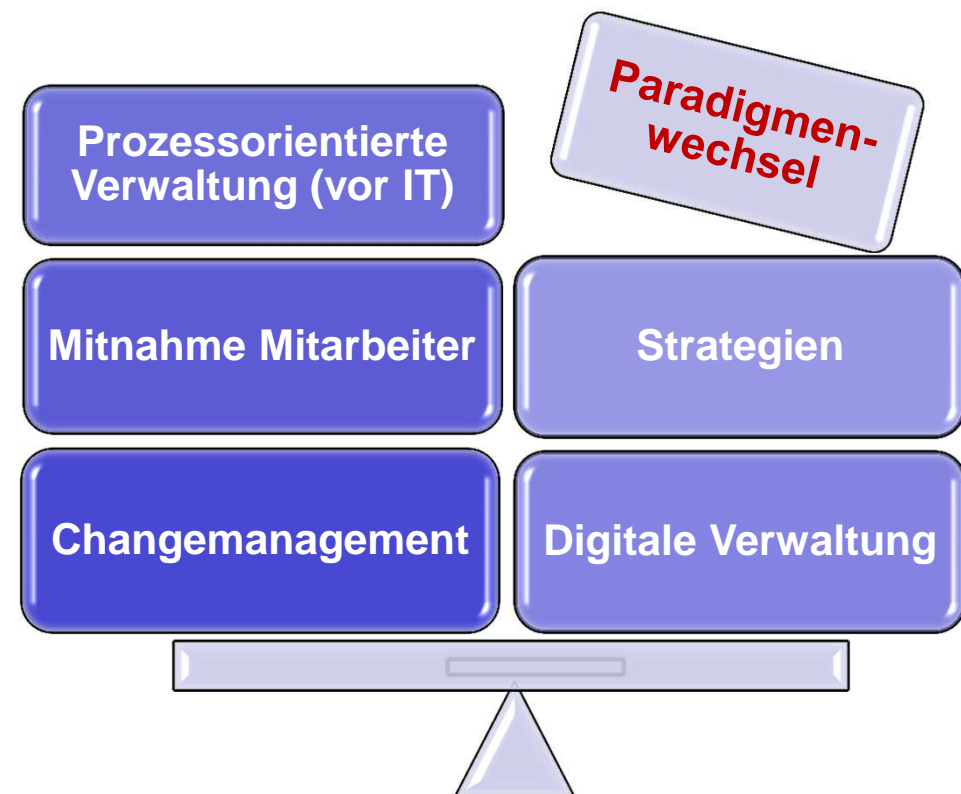 Prozessorientierte
Verwaltung (vor IT)
Paradigmen-
wechsel
Mitnahme Mitarbeiter
Strategien
Changemanagement
Digitale Verwaltung